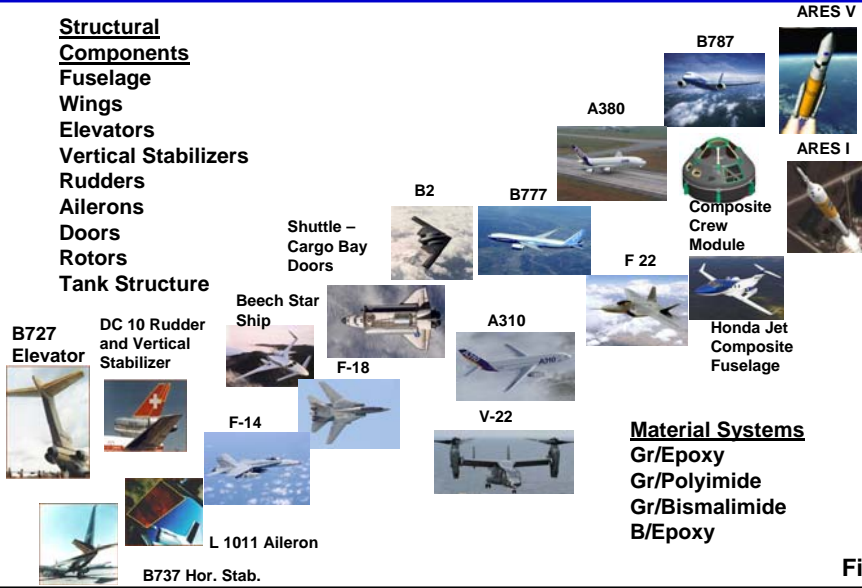 Structural
Components
Fuselage
Wings
Elevators
Vertical Stabilizers
Rudders
Ailerons
Doors
Rotors
Tank Structure
B727
Elevator
DC 10 Rudder
and Vertical
Stabilizer
B737 Hor. Stab.
L 1011 Aileron
F-14
Beech Star
Ship
F-18
Shuttle –
Cargo Bay
Doors
B2
B777
A310
A310
V-22
A380
F 22
B787
Composite
Crew
Module
Honda Jet
Composite
Fuselage
ARES V
ARES I
Material Systems
Gr/Epoxy
Gr/Polyimide
Gr/Bismalimide
B/Epoxy
Fi